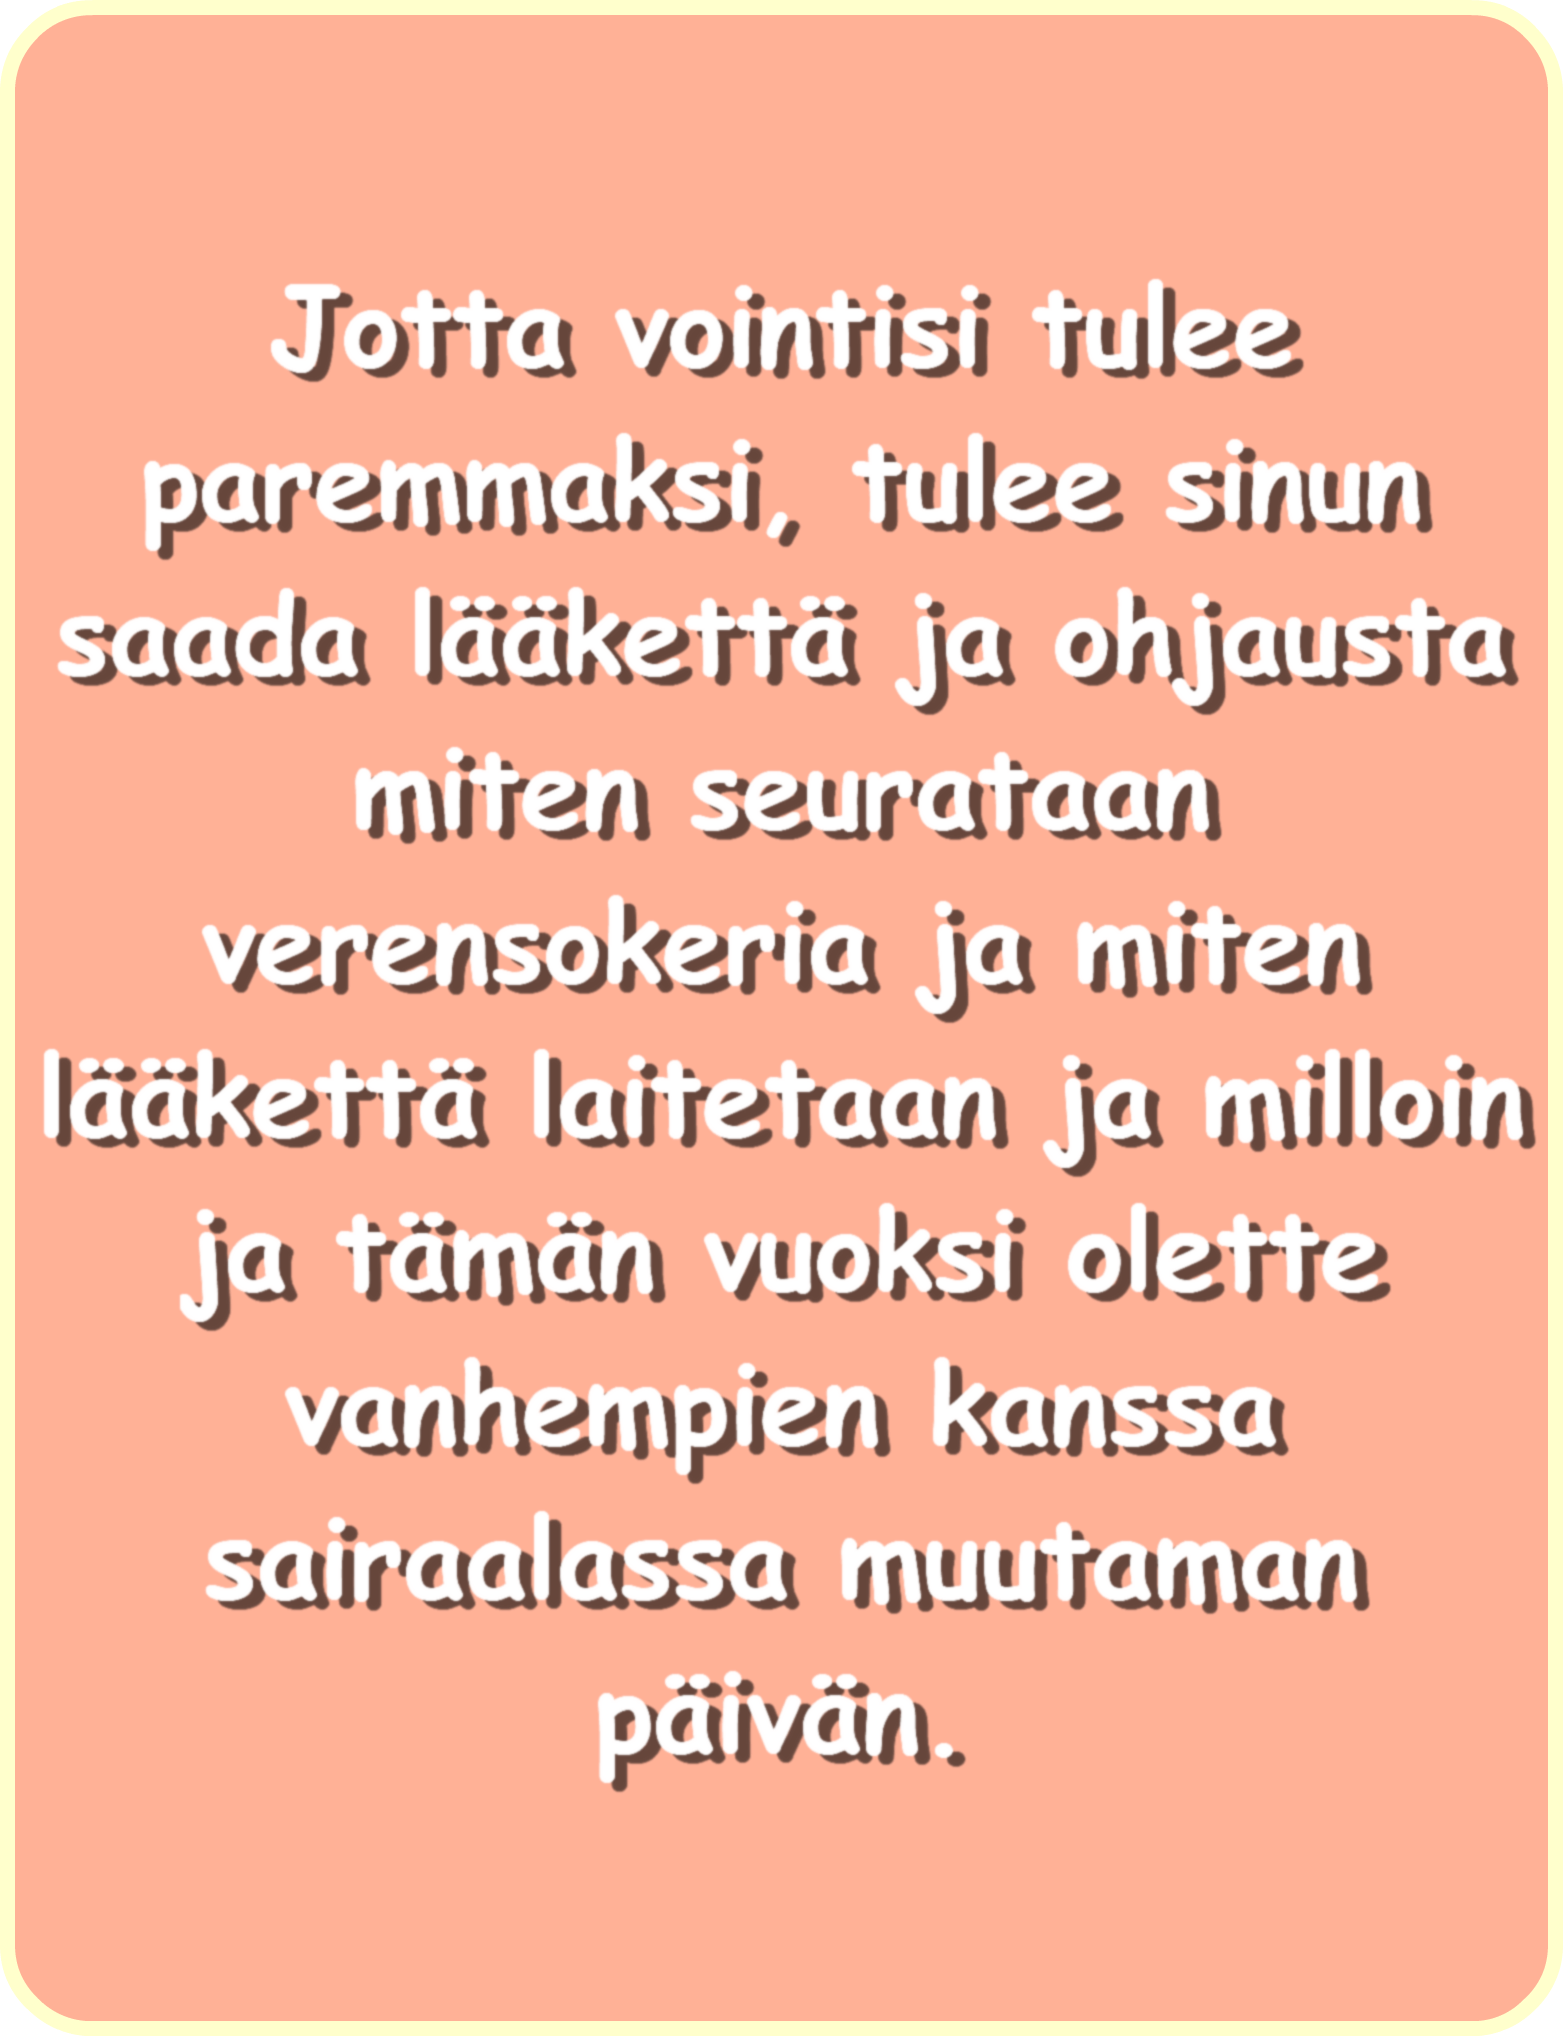 Jotta vointisi tulee
paremmaksi, tulee sinun
saada lääkettä ja ohjausta
miten seurataan
verensokeria ja miten
lääkettä laitetaan ja milloin
ja tämän vuoksi olette
vanhempien kanssa
sairaalassa muutaman
päivän.